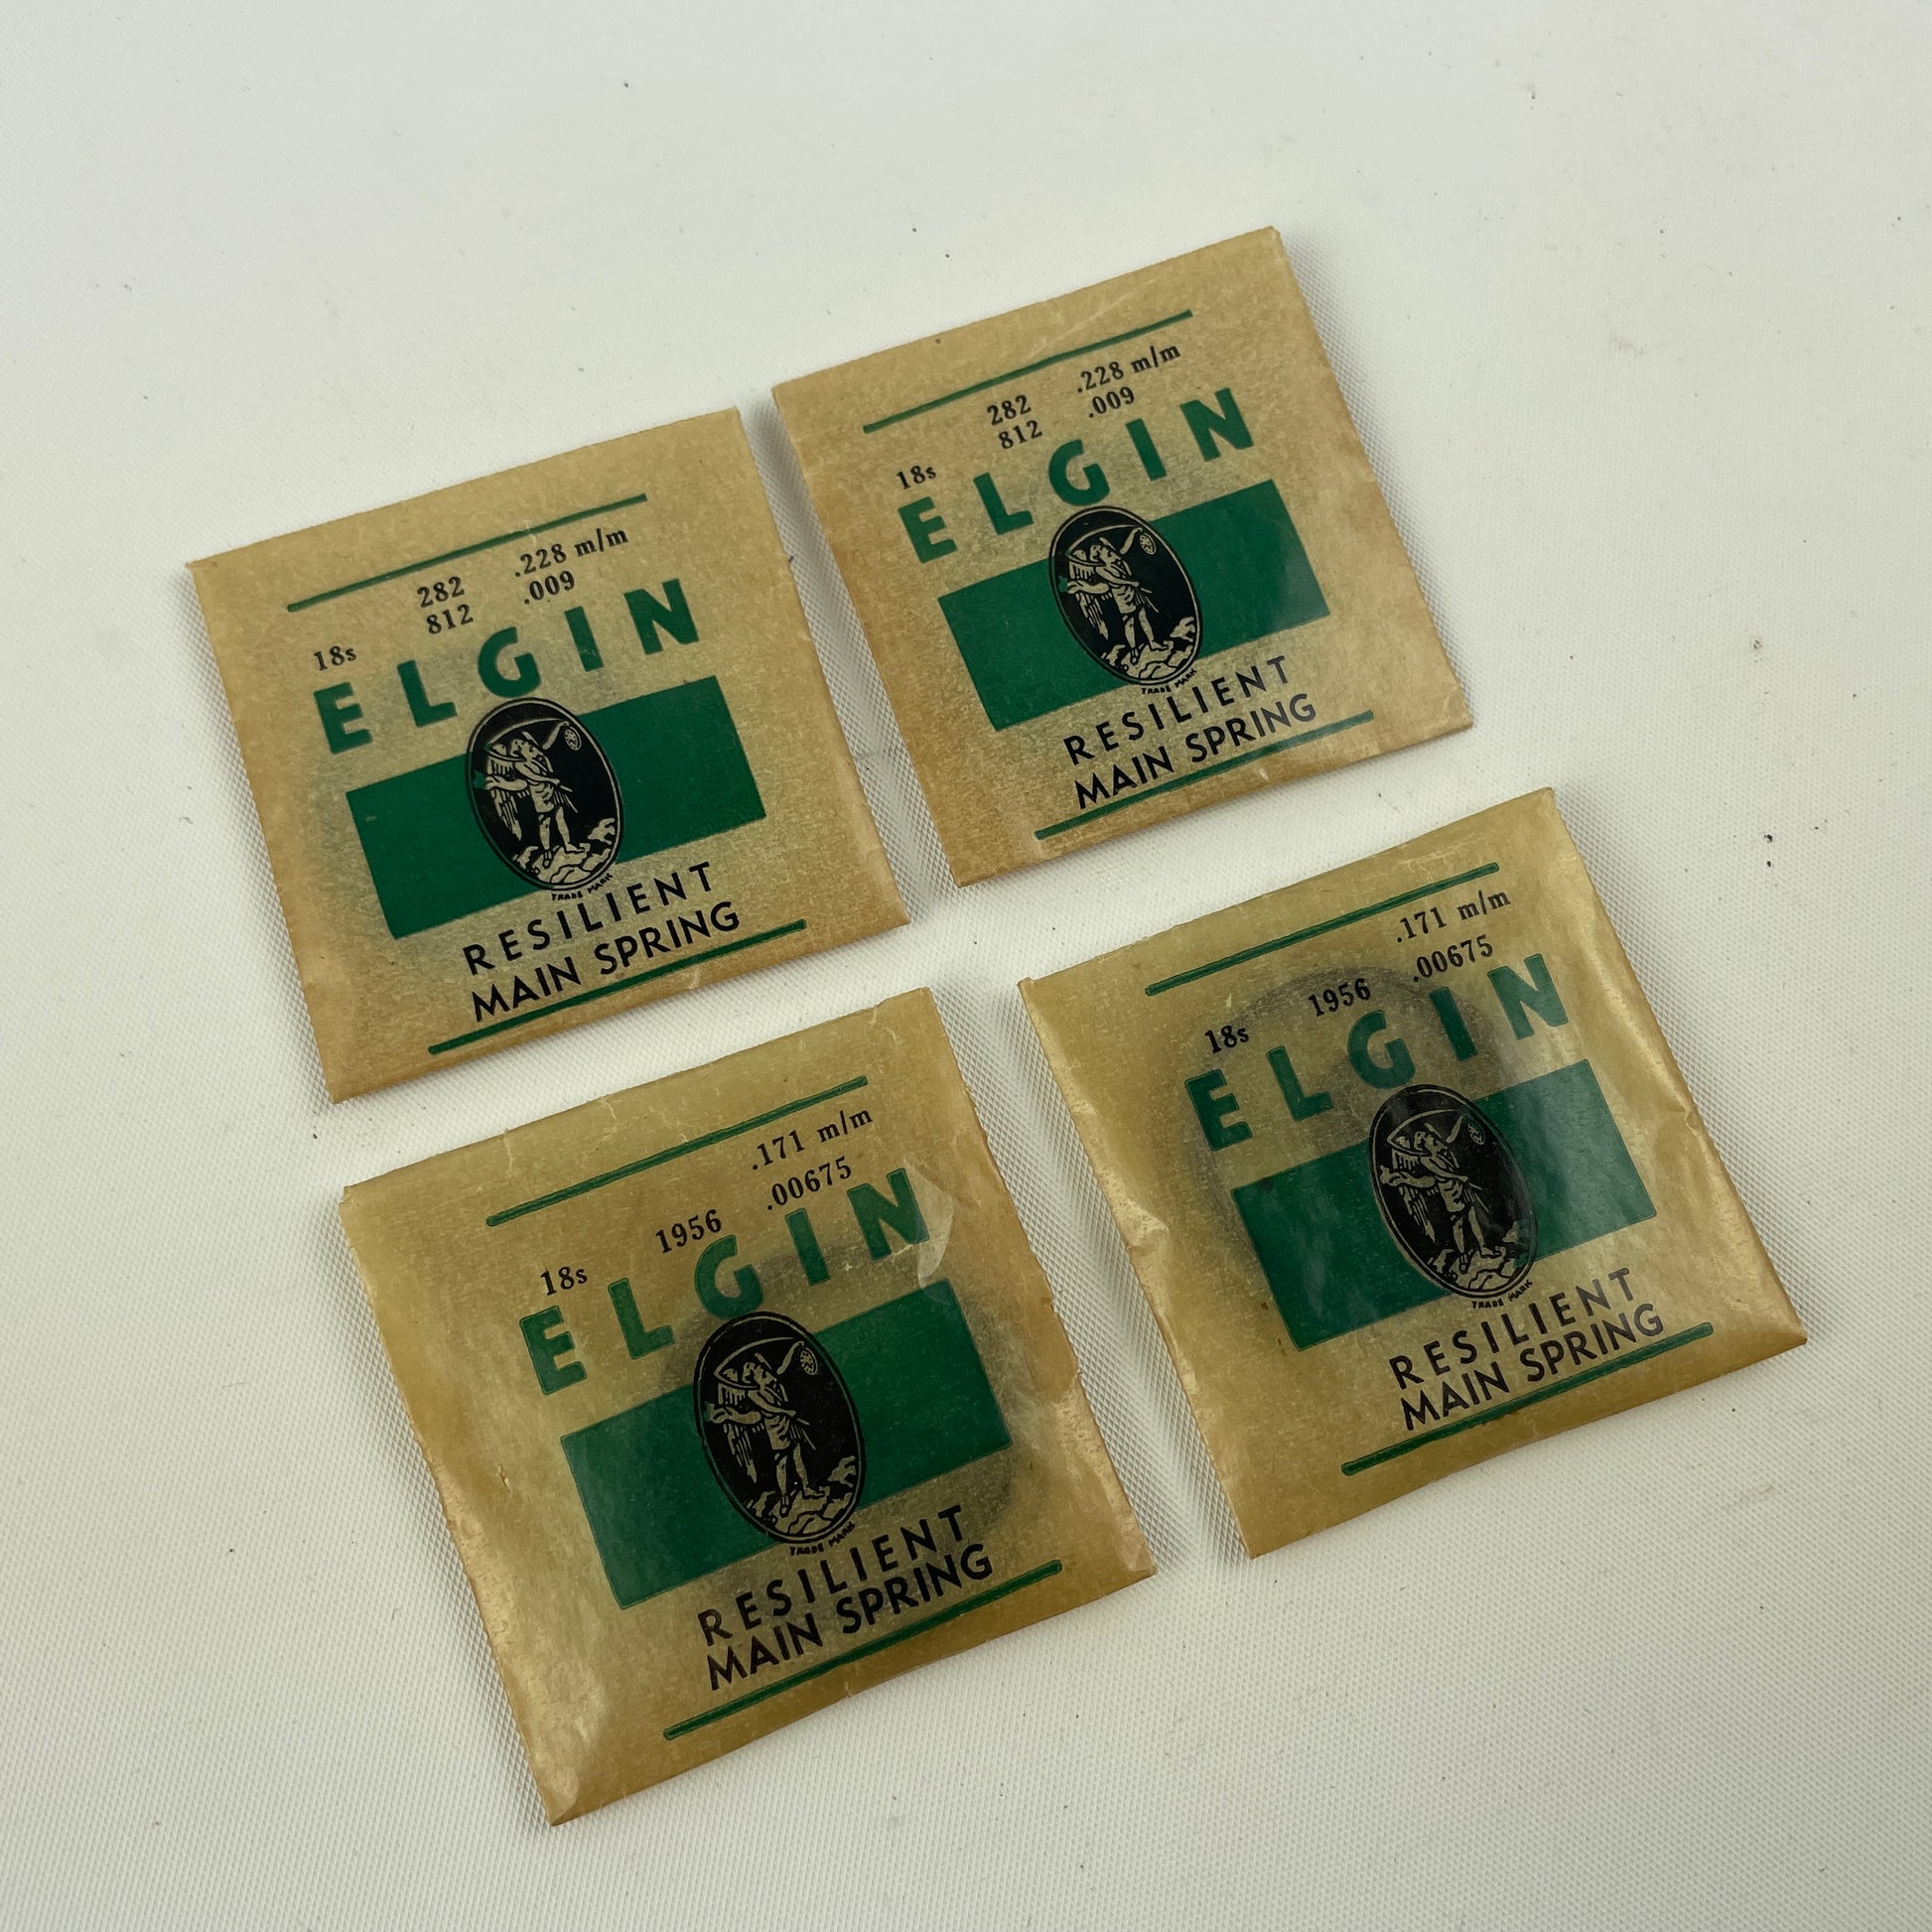 282 .228 m/m
18s 812 .009
ELGIN
TRADE MARK
RESILIENT
MAIN SPRING
282 .228 m/m
18s 812 .009
ELGIN
TRADE MARK
RESILIENT
MAIN SPRING
.171 m/m
18s 1956 .00675
ELGIN
TRADE MARK
RESILIENT
MAIN SPRING
.171 m/m
18s 1956 .00675
ELGIN
TRADE MARK
RESILIENT
MAIN SPRING